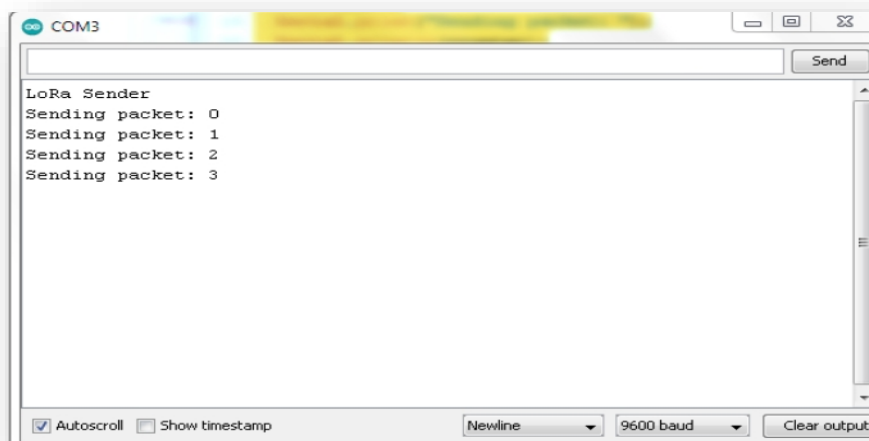 COM3
Send
LoRa Sender
Sending packet: 0
Sending packet: 1
Sending packet: 2
Sending packet: 3
Autoscroll Show timestamp Newline 9600 baud Clear output